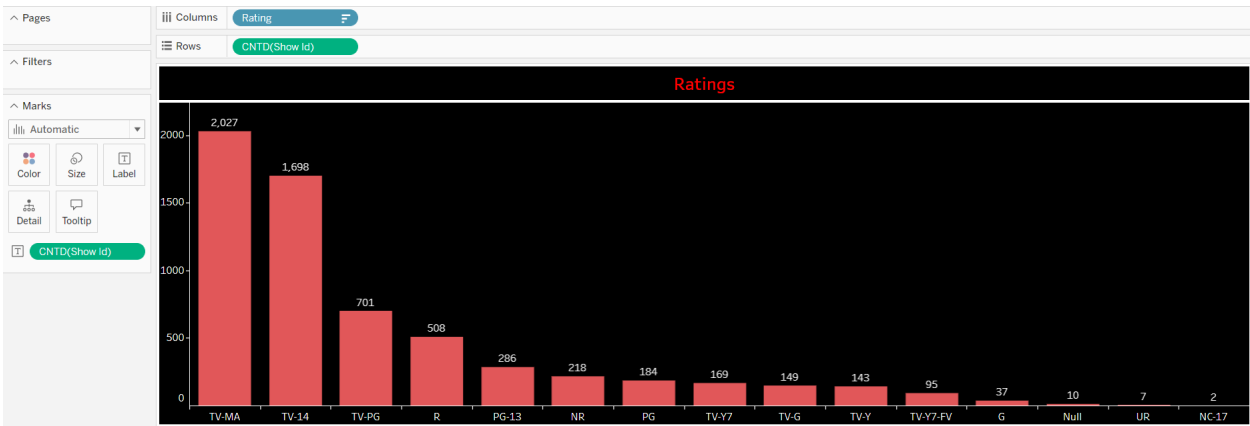 Pages
Columns
Rating
Rows
CNTD(Show Id)
Filters
Marks
Automatic
Color
Size
Label
Detail
Tooltip
CNTD(Show Id)
Ratings
2000
1500
1000
500
0
2,027
1,698
701
508
286
218
184
169
149
143
95
37
10
7
2
TV-MA
TV-14
TV-PG
R
PG-13
NR
PG
TV-Y7
TV-G
TV-Y
TV-Y7-FV
G
Null
UR
NC-17